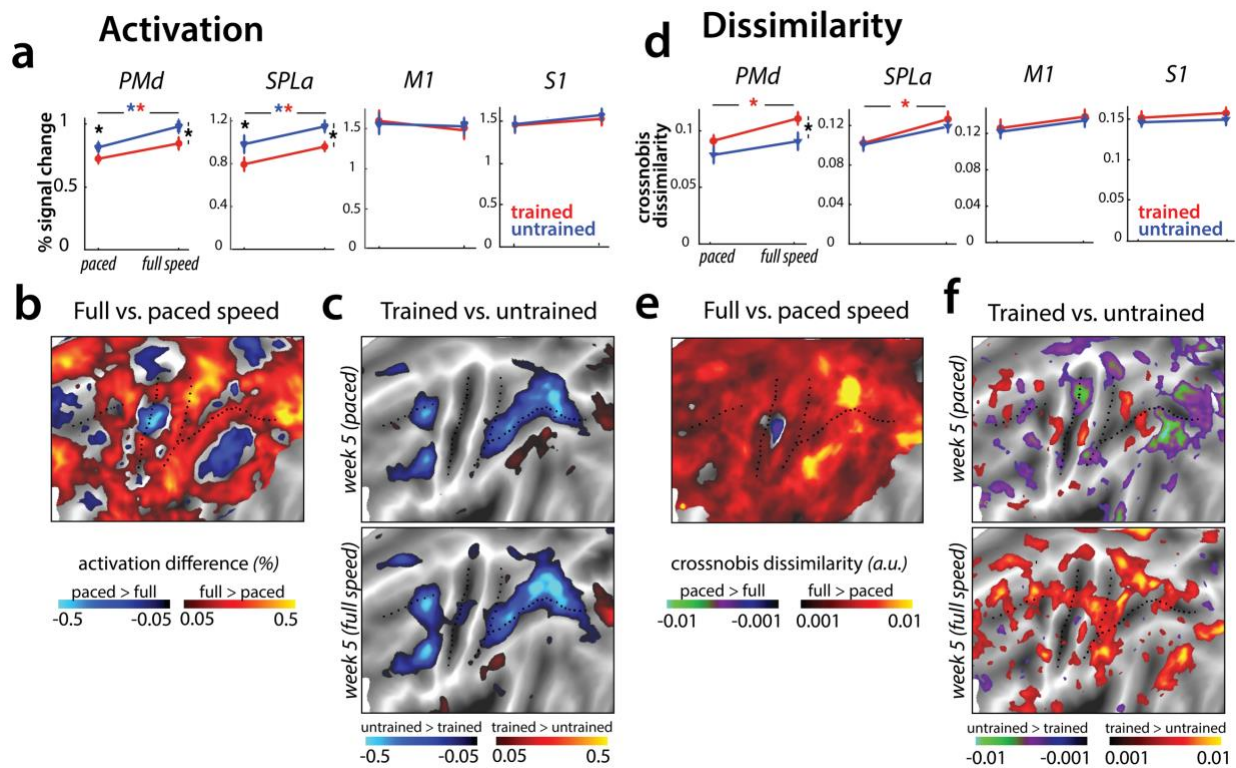 Activation
a
PMd
SPLa
M1
S1
% signal change
1
0.5
0
**
*
*
1.2
0.8
0.4
0
**
*
*
1.5
1
0.5
0
1.5
1
0.5
0
trained
untrained
paced
full speed
Dissimilarity
d
PMd
SPLa
M1
S1
crossnobis
dissimilarity
0.1
0.05
0
*
*
0.12
0.08
0.04
0
*
0.12
0.08
0.04
0
0.15
0.1
0.05
0
trained
untrained
paced
full speed
b
Full vs. paced speed
activation difference (%)
paced > full
full > paced
-0.5
-0.05
0.05
0.5
c
Trained vs. untrained
week 5 (paced)
week 5 (full speed)
untrained > trained
trained > untrained
-0.5
-0.05
0.05
0.5
e
Full vs. paced speed
crossnobis dissimilarity (a.u.)
paced > full
full > paced
-0.01
-0.001
0.001
0.01
f
Trained vs. untrained
week 5 (paced)
week 5 (full speed)
untrained > trained
trained > untrained
-0.01
-0.001
0.001
0.01